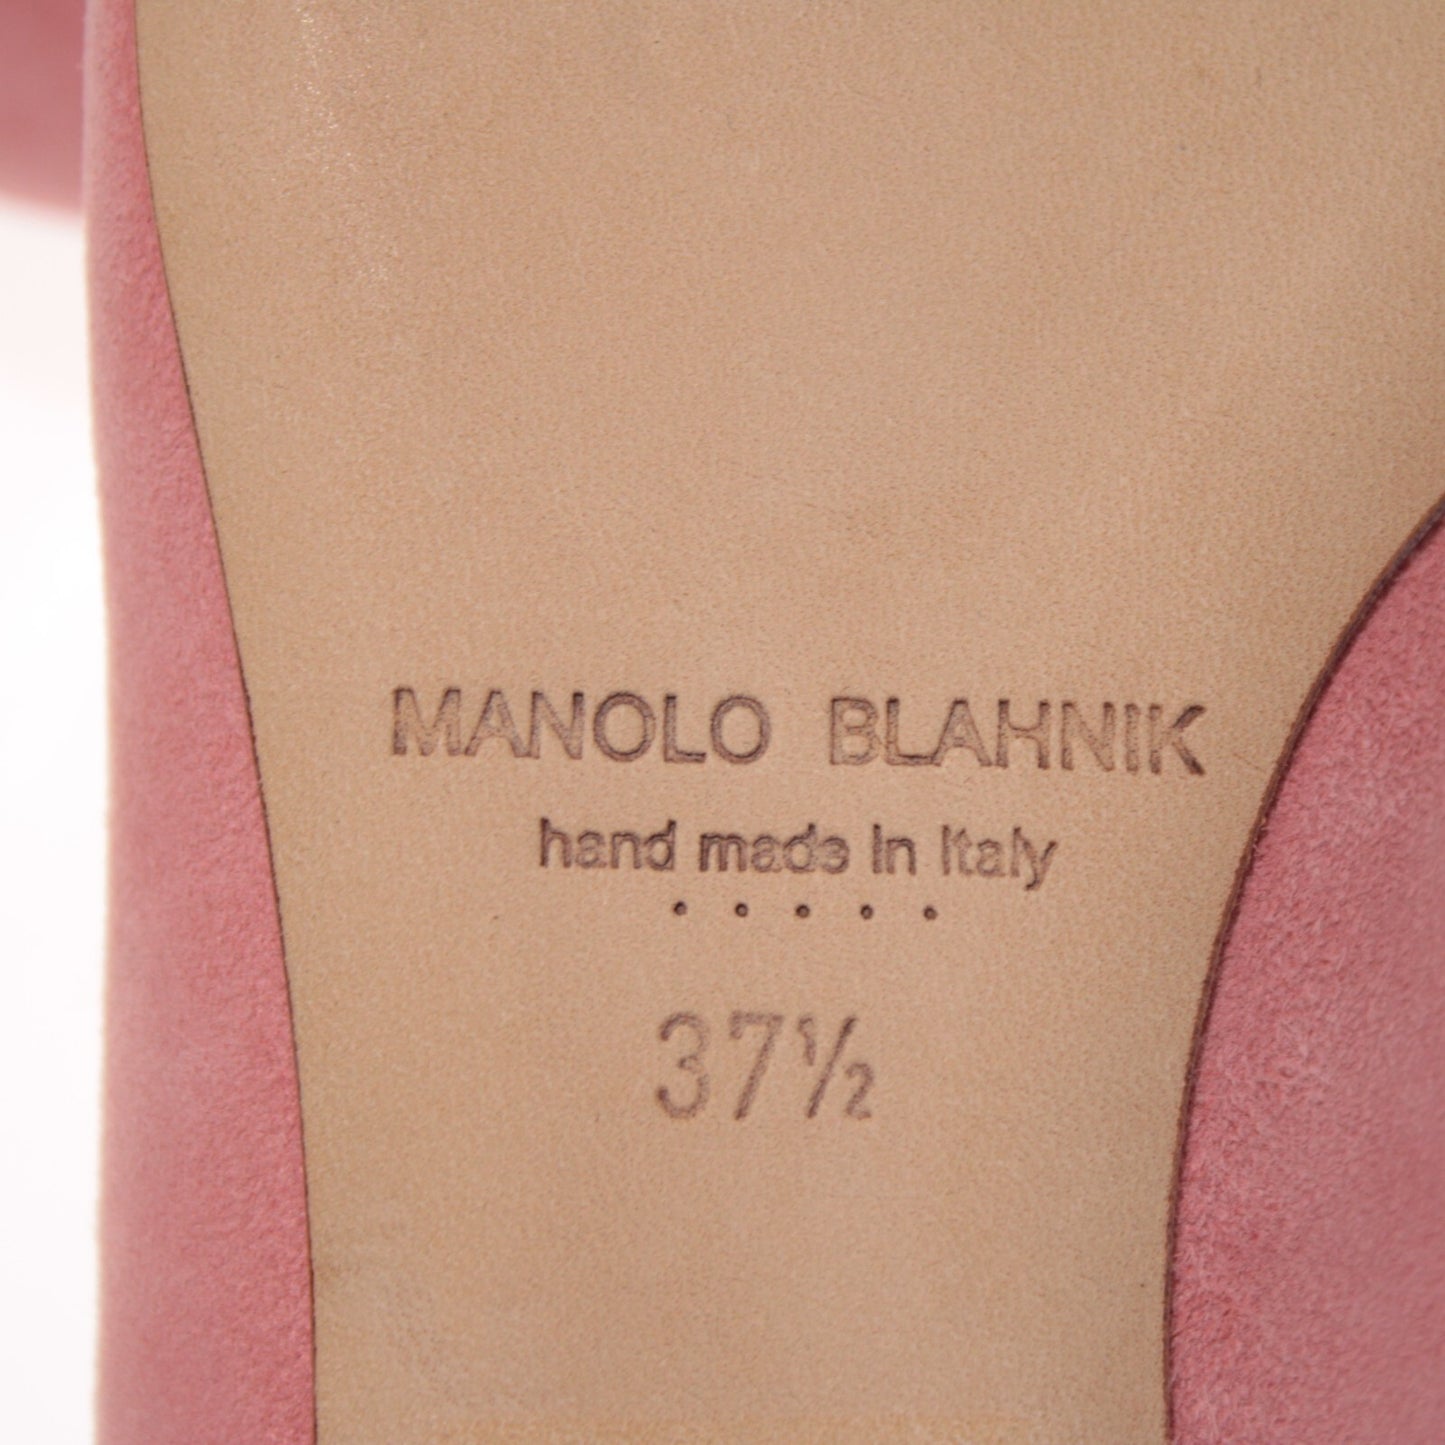 MANOLO BLAHNIK
hand made in Italy
.....
37½